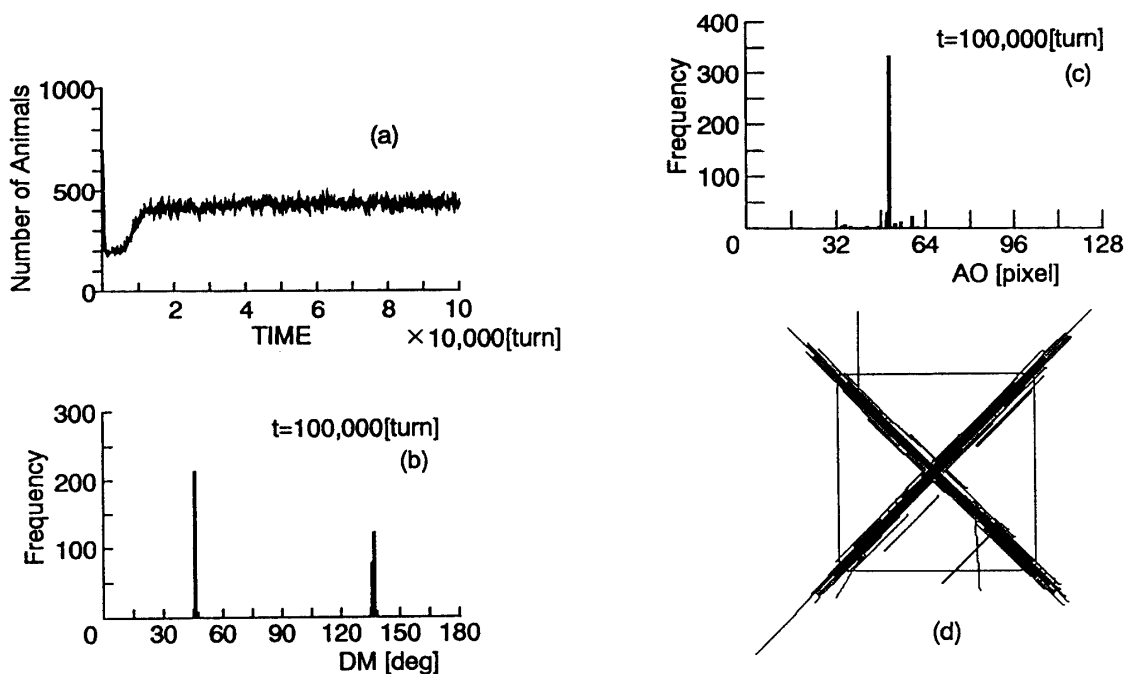 1000
500
0
Number of Animals
(a)
2 4 6 8 10
TIME
×10,000[turn]
300
200
100
Frequency
t=100,000[turn]
(b)
0 30 60 90 120 150 180
DM [deg]
400
300
200
100
Frequency
t=100,000[turn]
(c)
0 32 64 96 128
AO [pixel]
(d)